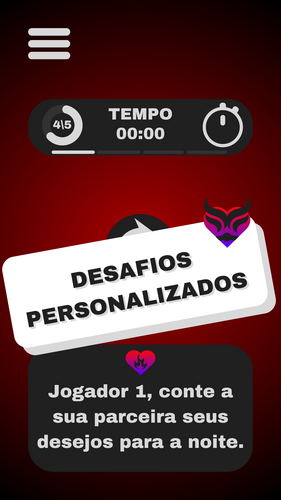 TEMPO
4\5
00:00
DESAFIOS
PERSONALIZADOS
Jogador 1, conte a
sua parceira seus
desejos para a noite.